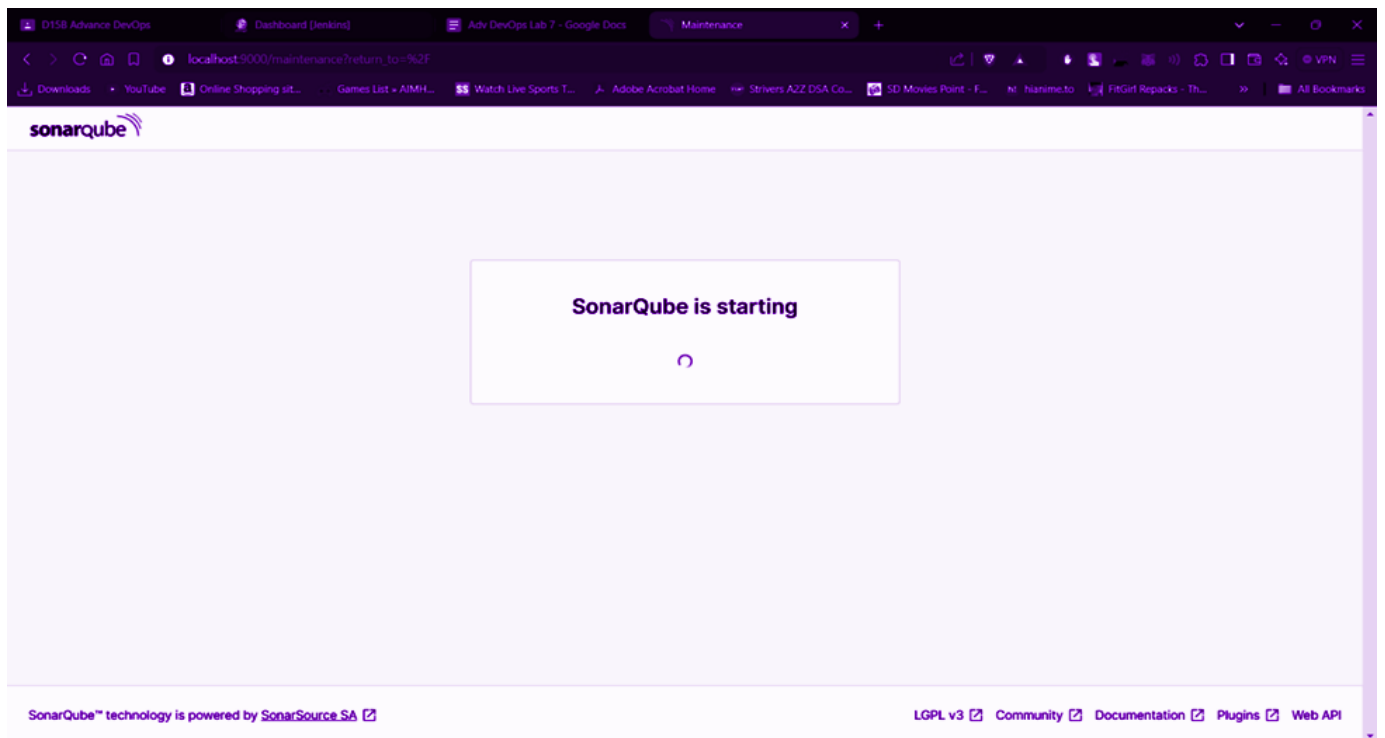 D15B Advance DevOps Dashboard [Jenkins] Adv DevOps Lab 7 - Google Docs Maintenance
localhost:9000/maintenance?return_to=%2F VPN
Downloads YouTube Online Shopping sit... Games List » AIMH... Watch Live Sports T... Adobe Acrobat Home Strivers A2Z DSA Co... SD Movies Point - F... hianime.to FitGirl Repacks - Th... » All Bookmarks
sonarqube
SonarQube is starting
SonarQube™ technology is powered by SonarSource SA LGPL v3 Community Documentation Plugins Web API